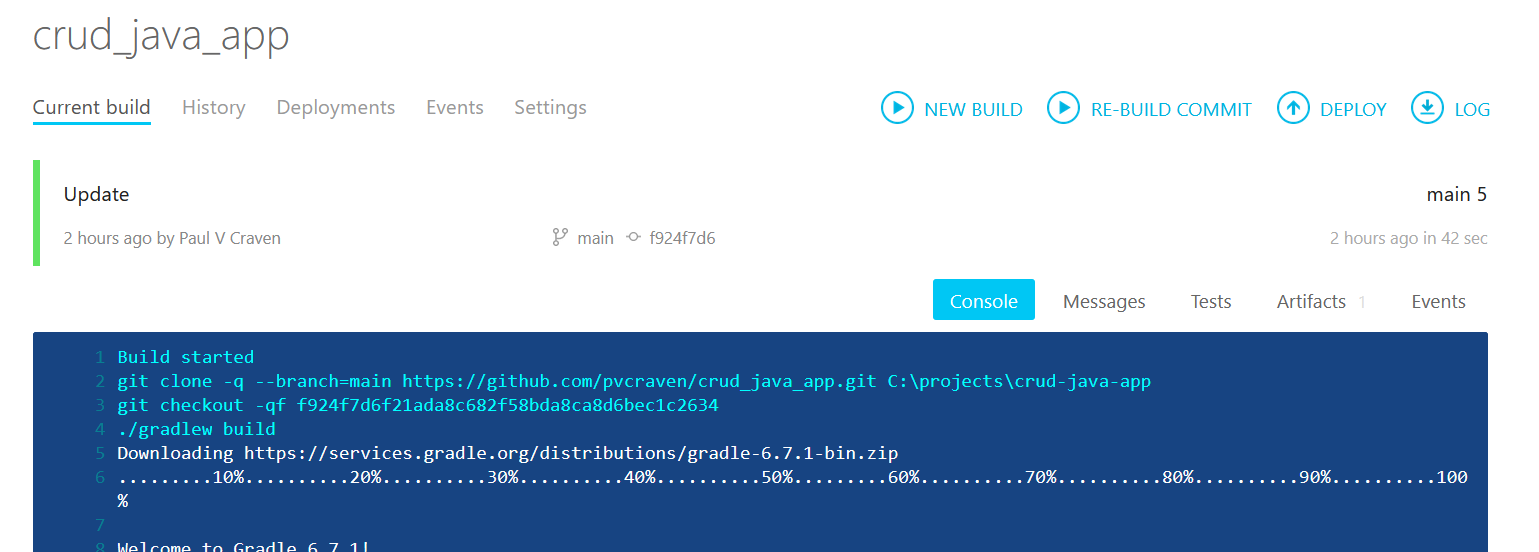 crud_java_app
Current build History Deployments Events Settings NEW BUILD RE-BUILD COMMIT DEPLOY LOG
Update main 5
2 hours ago by Paul V Craven main f924f7d6 2 hours ago in 42 sec
Console Messages Tests Artifacts 1 Events
1 Build started
2 git clone -q --branch=main https://github.com/pvcraven/crud_java_app.git C:\projects\crud-java-app
3 git checkout -qf f924f7d6f21ada8c682f58bda8ca8d6bec1c2634
4 ./gradlew build
5 Downloading https://services.gradle.org/distributions/gradle-6.7.1-bin.zip
6 .........10%..........20%..........30%..........40%..........50%.........60%..........70%..........80%..........90%..........100
%
7
8 Welcome to Gradle 6.7.1!